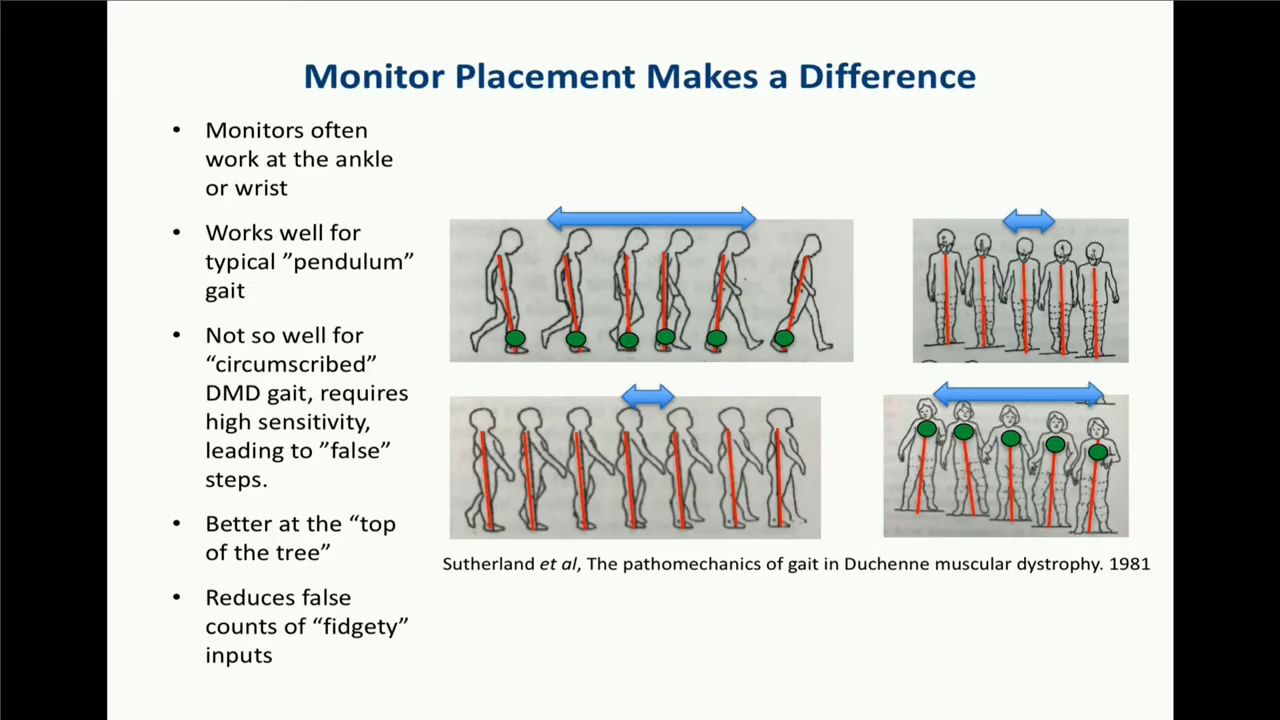 Monitor Placement Makes a Difference
• Monitors often
work at the ankle
or wrist
• Works well for
typical ”pendulum”
gait
• Not so well for
“circumscribed”
DMD gait, requires
high sensitivity,
leading to ”false”
steps.
• Better at the “top
of the tree”
• Reduces false
counts of “fidgety”
inputs
Sutherland et al, The pathomechanics of gait in Duchenne muscular dystrophy. 1981